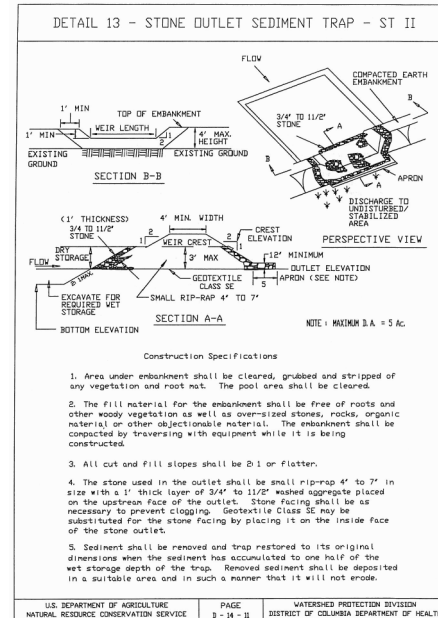 DETAIL 13 - STONE OUTLET SEDIMENT TRAP - ST II
FLOW
COMPACTED EARTH
EMBANKMENT
B
3/4" TO 11/2"
STONE
A
B
A
APRON
DISCHARGE TO
UNDISTURBED/
STABILIZED
AREA
PERSPECTIVE VIEW
1' MIN
TOP OF EMBANKMENT
1' MIN
WEIR LENGTH
1
2
4' MAX.
HEIGHT
EXISTING
GROUND
EXISTING GROUND
SECTION B-B
(1' THICKNESS)
3/4 TO 11/2"
STONE
4' MIN. WIDTH
2
1
WEIR CREST
2
1
CREST
ELEVATION
DRY
STORAGE
3' MAX
12" MINIMUM
FLOW
OUTLET ELEVATION
GEOTEXTILE
CLASS SE
APRON (SEE NOTE)
5
2:1 MAX.
SMALL RIP-RAP 4" TO 7"
EXCAVATE FOR
REQUIRED WET
STORAGE
SECTION A-A
BOTTOM ELEVATION
NOTE: MAXIMUM D.A. = 5 Ac.
Construction Specifications
1. Area under embankment shall be cleared, grubbed and stripped of
any vegetation and root mat. The pool area shall be cleared.
2. The fill material for the embankment shall be free of roots and
other woody vegetation as well as over-sized stones, rocks, organic
material or other objectionable material. The embankment shall be
compacted by traversing with equipment while it is being
constructed.
3. All cut and fill slopes shall be 2:1 or flatter.
4. The stone used in the outlet shall be small rip-rap 4" to 7" in
size with a 1' thick layer of 3/4" to 11/2" washed aggregate placed
on the upstream face of the outlet. Stone facing shall be as
necessary to prevent clogging. Geotextile Class SE may be
substituted for the stone facing by placing it on the inside face
of the stone outlet.
5. Sediment shall be removed and trap restored to its original
dimensions when the sediment has accumulated to one half of the
wet storage depth of the trap. Removed sediment shall be deposited
in a suitable area and in such a manner that it will not erode.
U.S. DEPARTMENT OF AGRICULTURE
NATURAL RESOURCE CONSERVATION SERVICE
PAGE
D - 14 - 11
WATERSHED PROTECTION DIVISION
DISTRICT OF COLUMBIA DEPARTMENT OF HEALTH